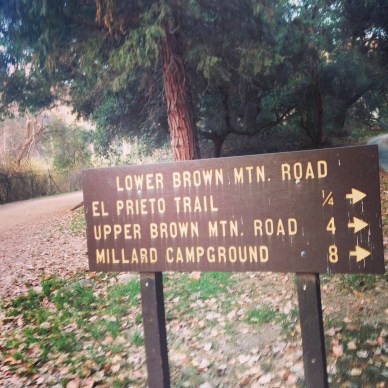 LOWER BROWN MTN. ROAD
EL PRIETO TRAIL ¼ →
UPPER BROWN MTN. ROAD 4 →
MILLARD CAMPGROUND 8 →